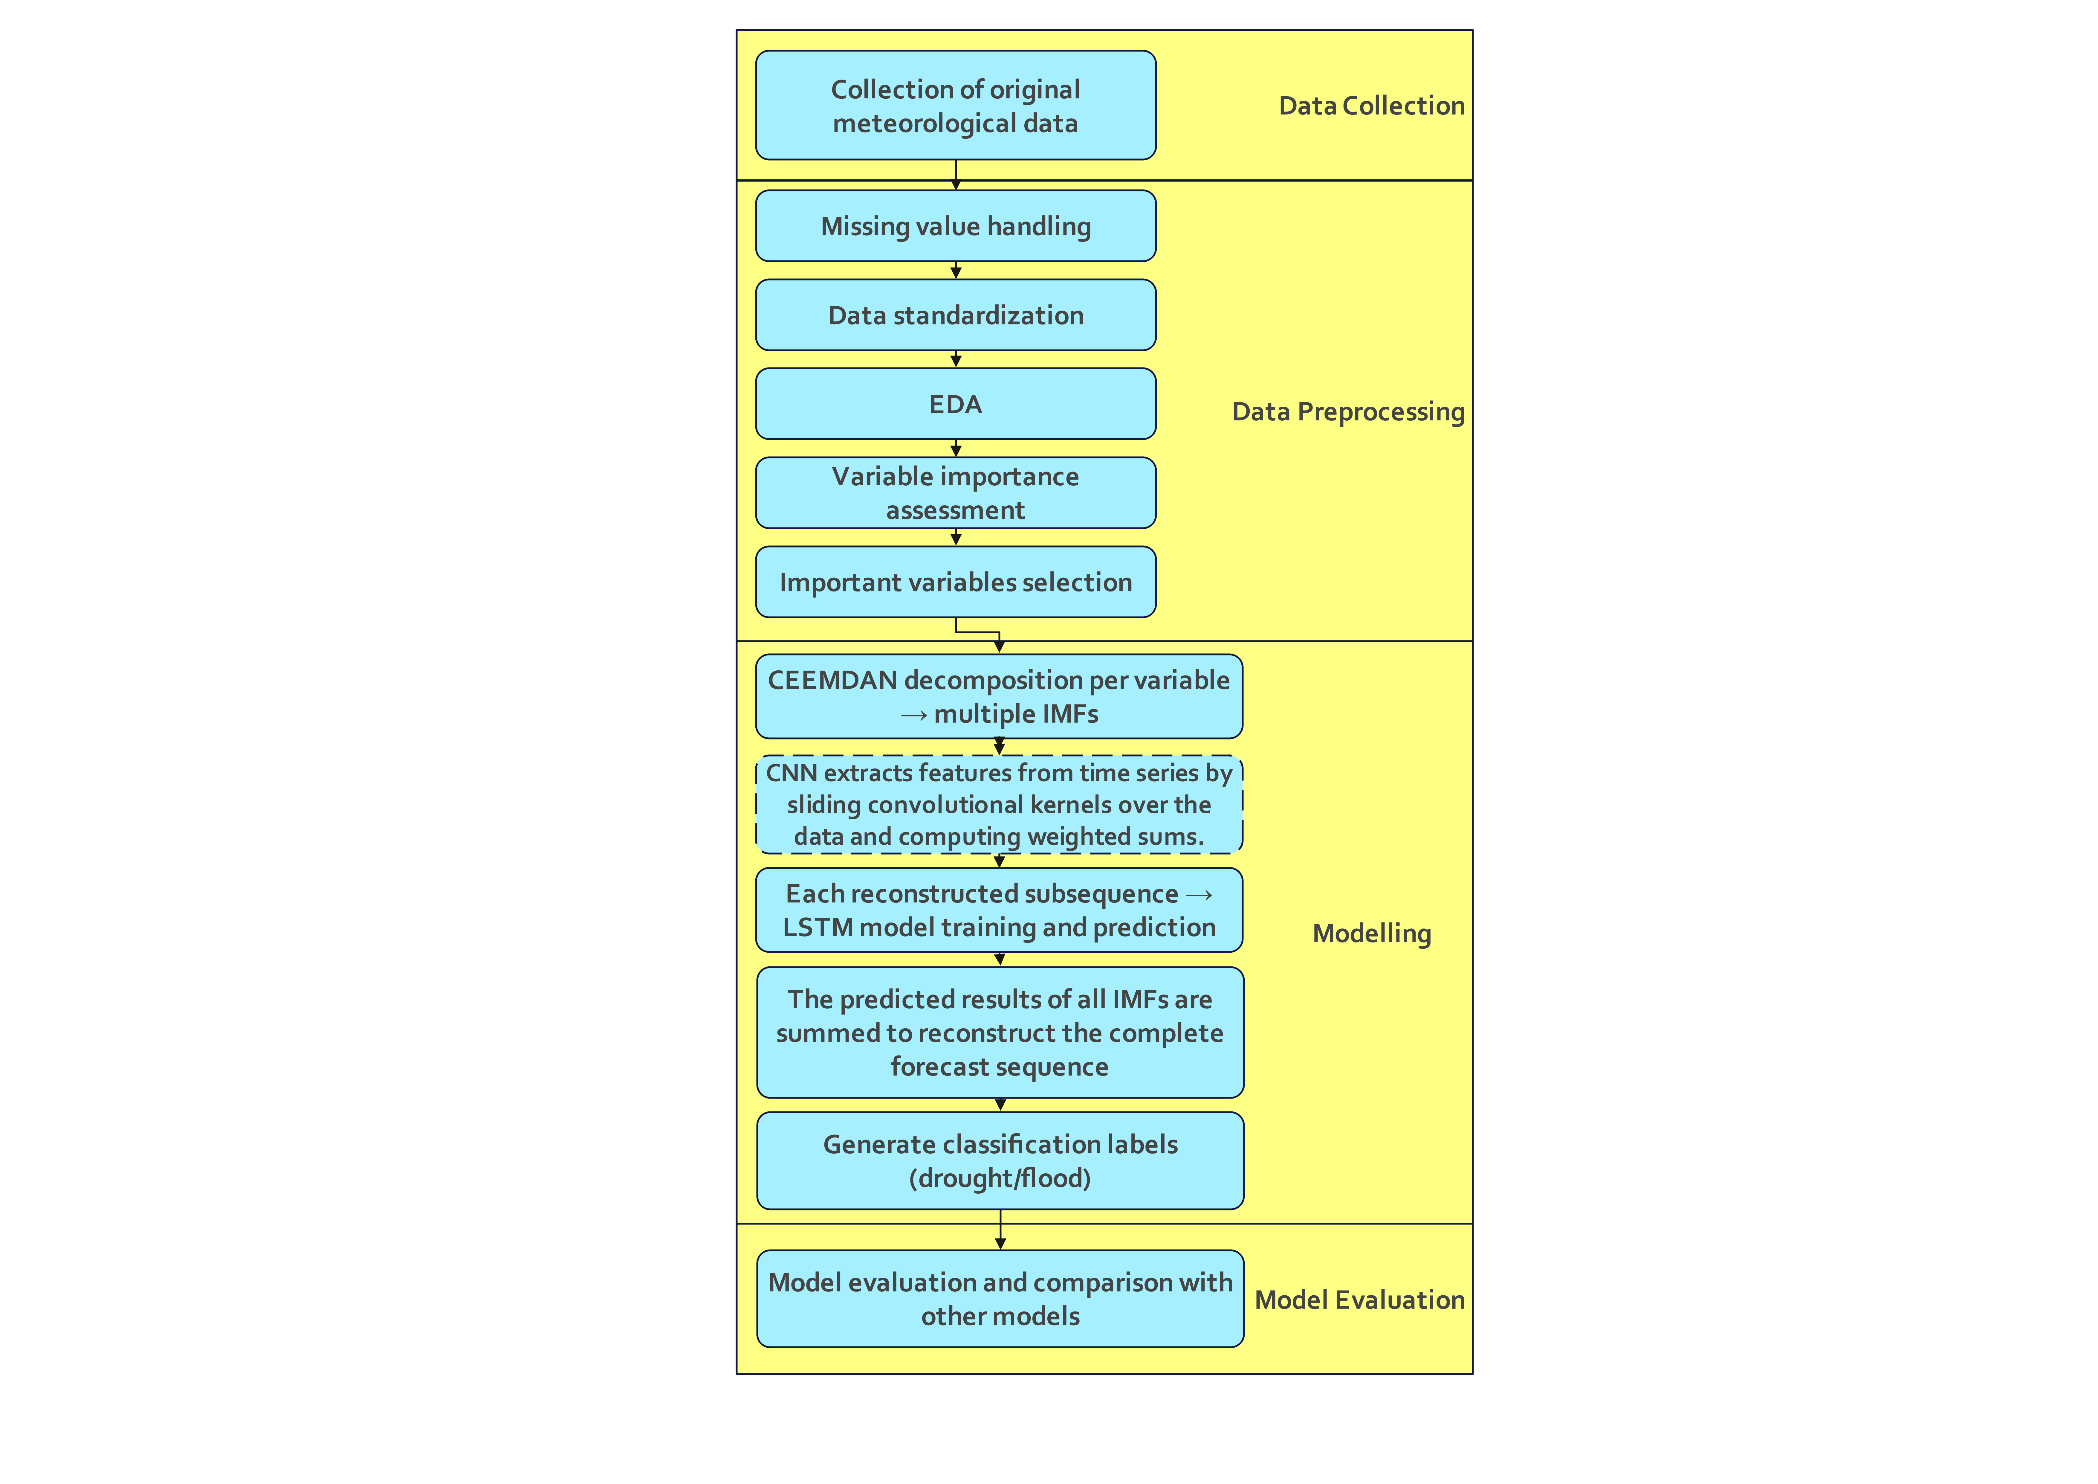 Collection of original
meteorological data
Data Collection
Missing value handling
Data standardization
EDA
Data Preprocessing
Variable importance
assessment
Important variables selection
CEEMDAN decomposition per variable
→ multiple IMFs
CNN extracts features from time series by
sliding convolutional kernels over the
data and computing weighted sums.
Each reconstructed subsequence →
LSTM model training and prediction
Modelling
The predicted results of all IMFs are
summed to reconstruct the complete
forecast sequence
Generate classification labels
(drought/flood)
Model evaluation and comparison with
other models
Model Evaluation